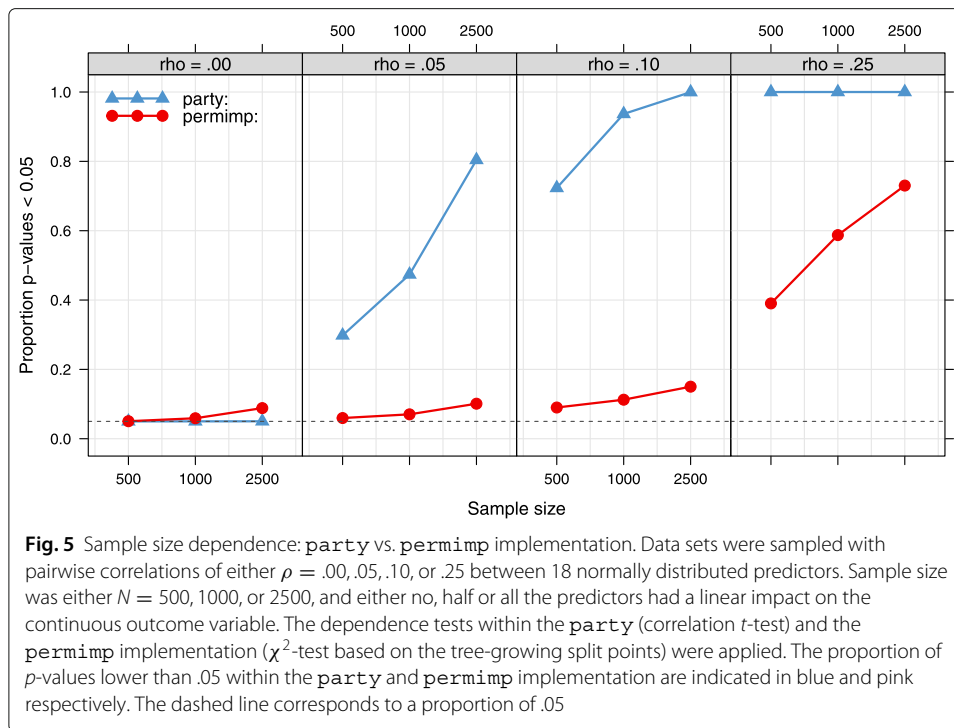 500 1000 2500 500 1000 2500
rho = .00 rho = .05 rho = .10 rho = .25
party:
permimp:
1.0
0.8
0.6
0.4
0.2
0.0
Proportion p−values < 0.05
500 1000 2500 500 1000 2500
Sample size
Fig. 5 Sample size dependence: party vs. permimp implementation. Data sets were sampled with
pairwise correlations of either ρ = .00, .05, .10, or .25 between 18 normally distributed predictors. Sample size
was either N = 500, 1000, or 2500, and either no, half or all the predictors had a linear impact on the
continuous outcome variable. The dependence tests within the party (correlation t-test) and the
permimp implementation (χ²-test based on the tree-growing split points) were applied. The proportion of
p-values lower than .05 within the party and permimp implementation are indicated in blue and pink
respectively. The dashed line corresponds to a proportion of .05